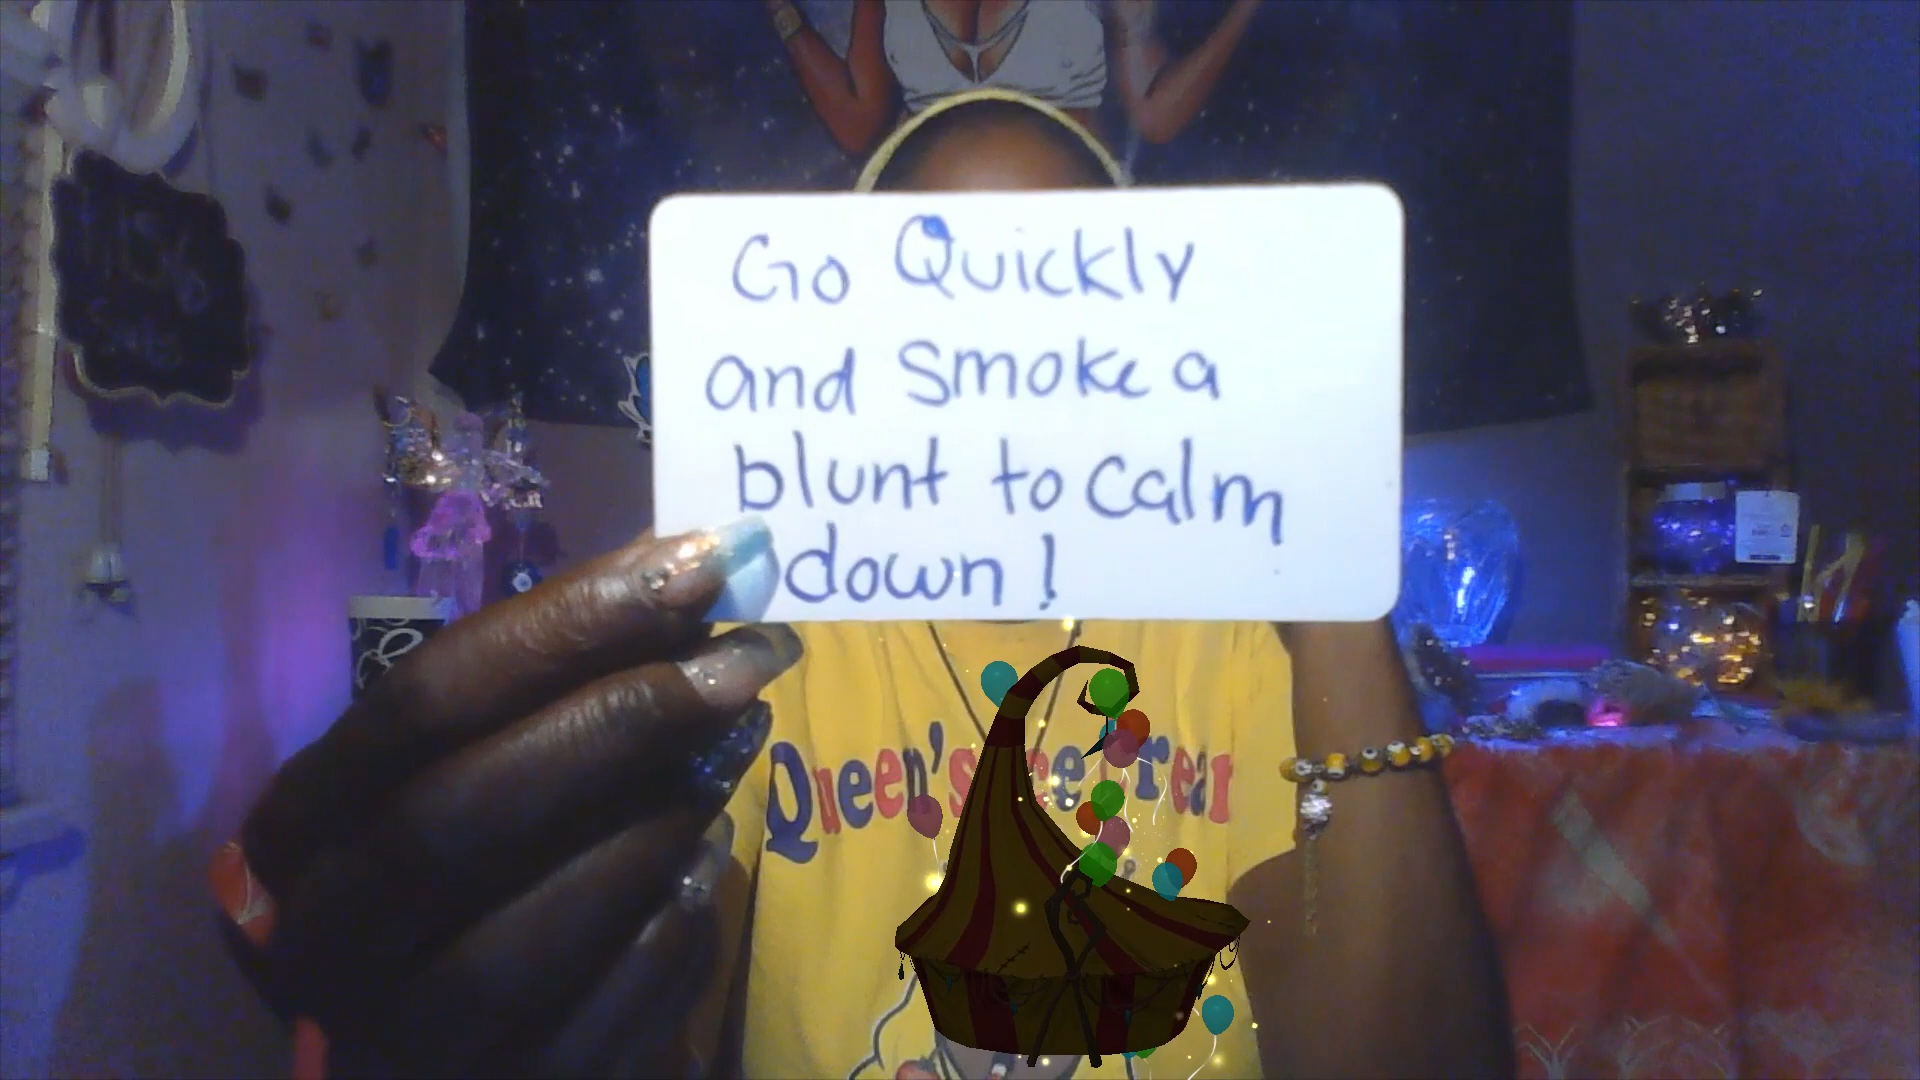 Go Quickly
and Smoke a
blunt to Calm
down!
Queen's